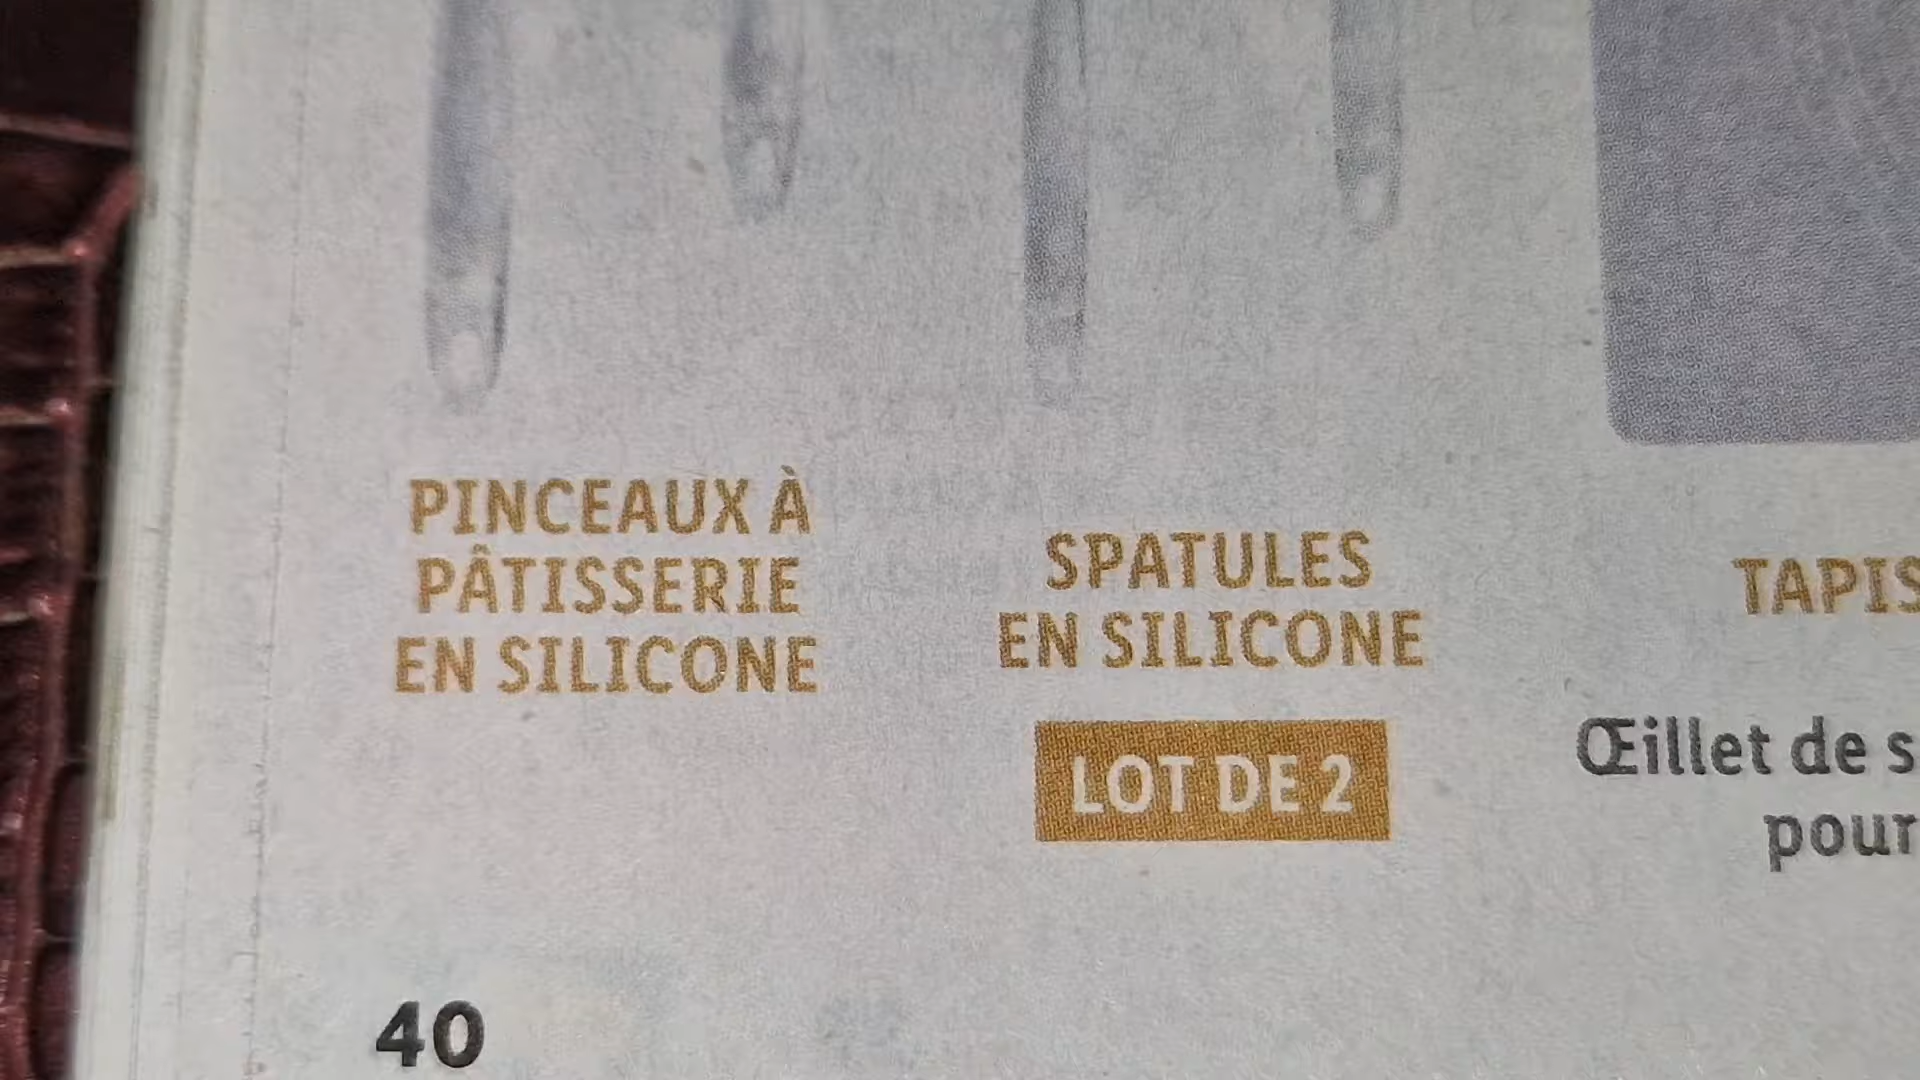 PINCEAUX À
PÂTISSERIE
EN SILICONE
SPATULES
EN SILICONE
LOT DE 2
TAPIS
Œillet de s
pour
40